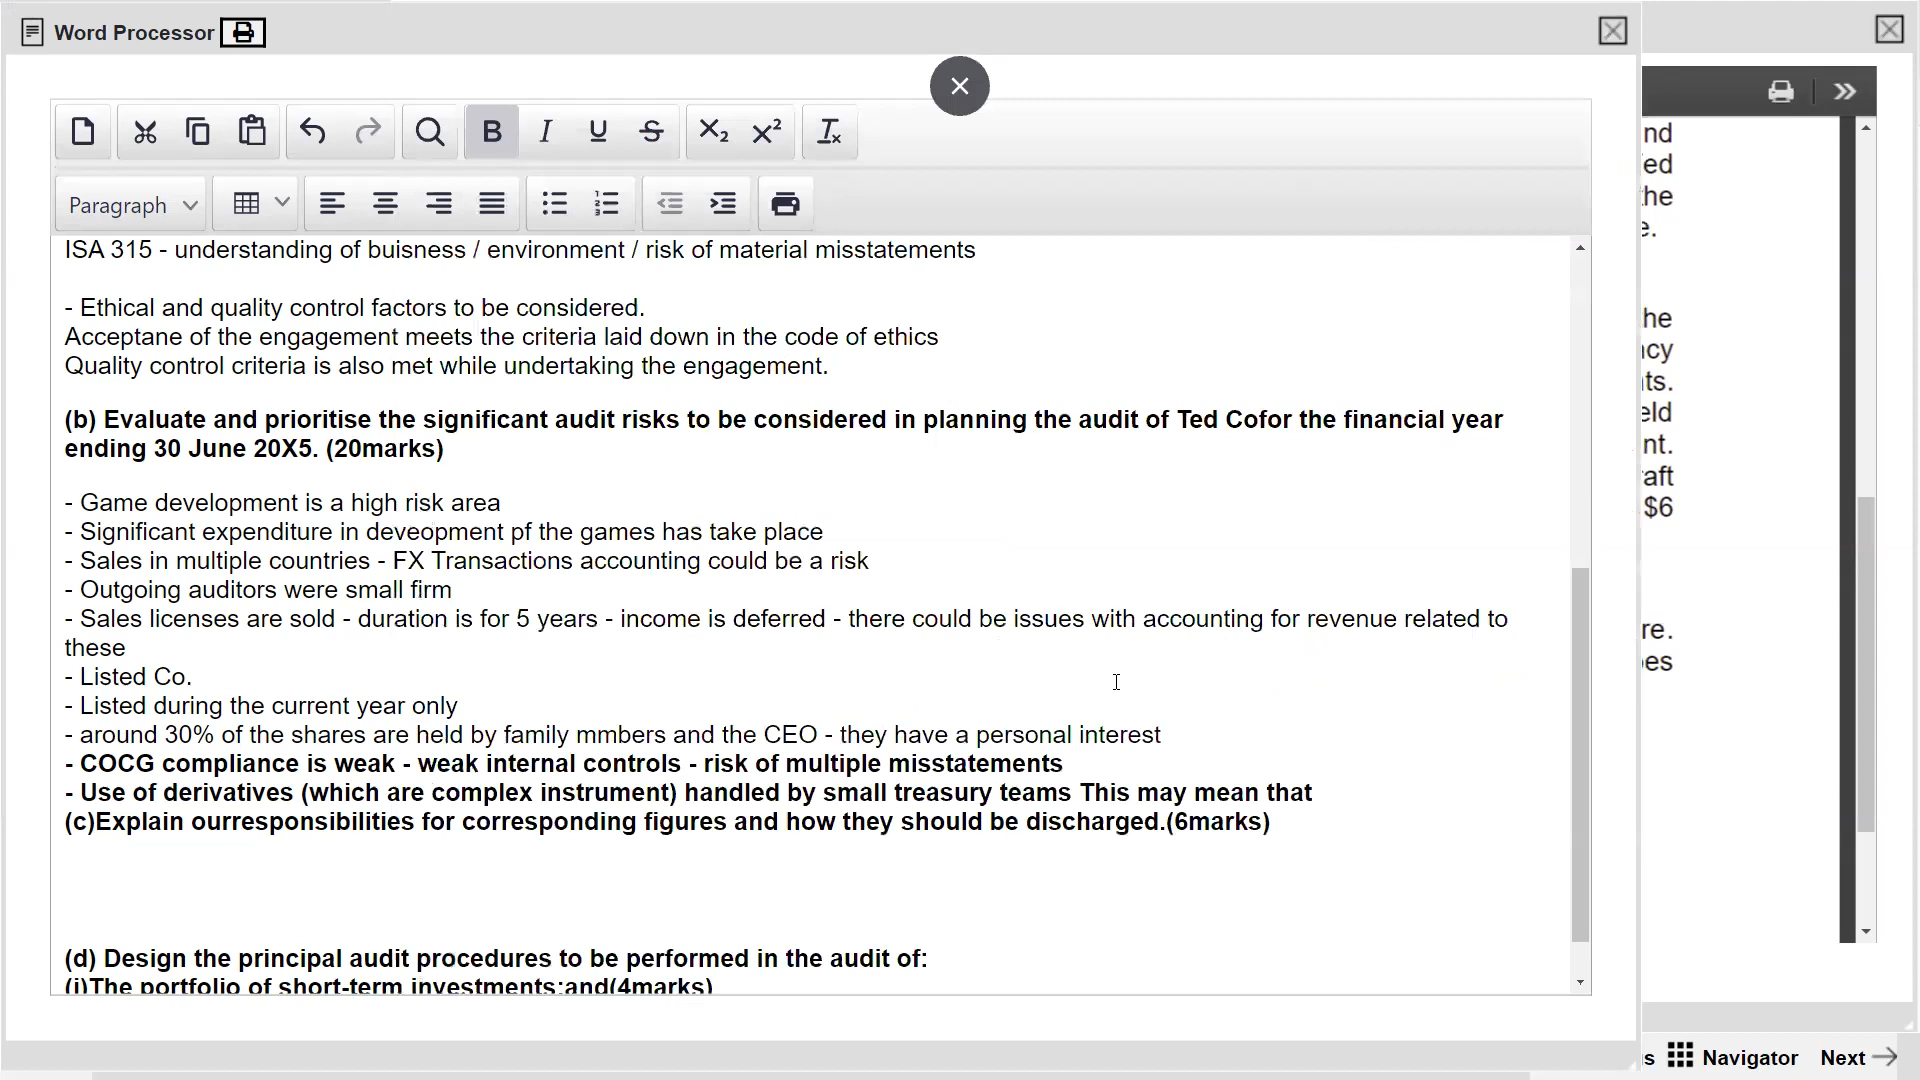 Word Processor
Paragraph
ISA 315 - understanding of buisness / environment / risk of material misstatements
- Ethical and quality control factors to be considered.
Acceptane of the engagement meets the criteria laid down in the code of ethics
Quality control criteria is also met while undertaking the engagement.
(b) Evaluate and prioritise the significant audit risks to be considered in planning the audit of Ted Cofor the financial year
ending 30 June 20X5. (20marks)
- Game development is a high risk area
- Significant expenditure in deveopment pf the games has take place
- Sales in multiple countries - FX Transactions accounting could be a risk
- Outgoing auditors were small firm
- Sales licenses are sold - duration is for 5 years - income is deferred - there could be issues with accounting for revenue related to
these
- Listed Co.
- Listed during the current year only
- around 30% of the shares are held by family mmbers and the CEO - they have a personal interest
- COCG compliance is weak - weak internal controls - risk of multiple misstatements
- Use of derivatives (which are complex instrument) handled by small treasury teams This may mean that
(c)Explain ourresponsibilities for corresponding figures and how they should be discharged.(6marks)
(d) Design the principal audit procedures to be performed in the audit of:
(i)The portfolio of short-term investments;and(4marks)
$6
Navigator
Next